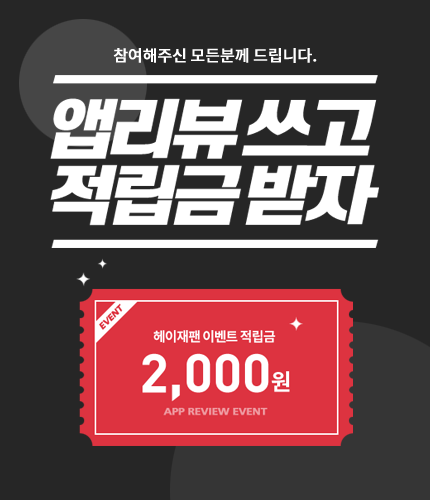 참여해주신 모든분께 드립니다.
앱리뷰 쓰고
적립금 받자
EVENT
헤이재팬 이벤트 적립금
2,000원
APP REVIEW EVENT